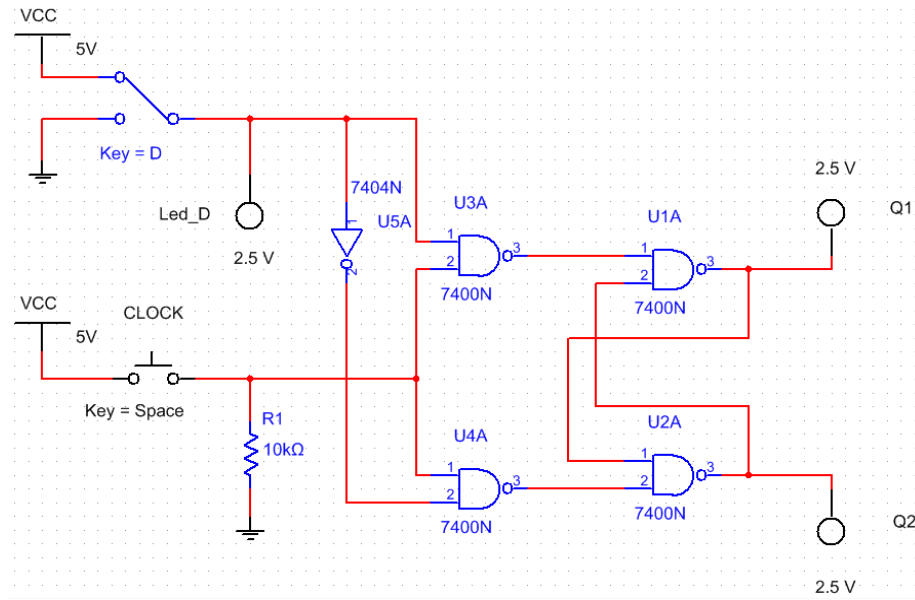 VCC
5V
Key = D
Led_D
2.5 V
7404N
U5A
1
2
U3A
1
2
3
7400N
U1A
1
2
3
7400N
2.5 V
Q1
VCC
5V
CLOCK
Key = Space
R1
10kΩ
U4A
1
2
3
7400N
U2A
1
2
3
7400N
Q2
2.5 V